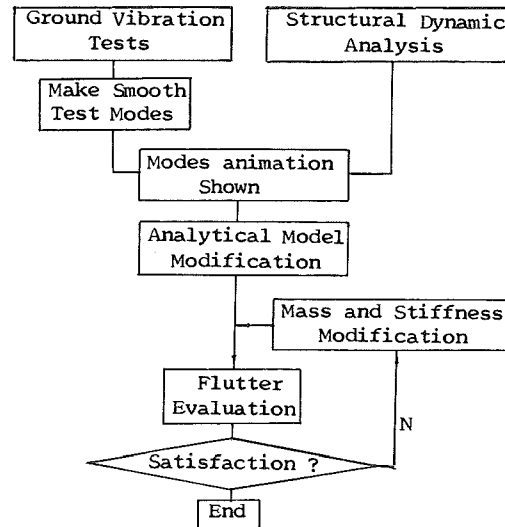 Ground Vibration
Tests
Structural Dynamic
Analysis
Make Smooth
Test Modes
Modes animation
Shown
Analytical Model
Modification
Mass and Stiffness
Modification
Flutter
Evaluation
N
Satisfaction ?
End